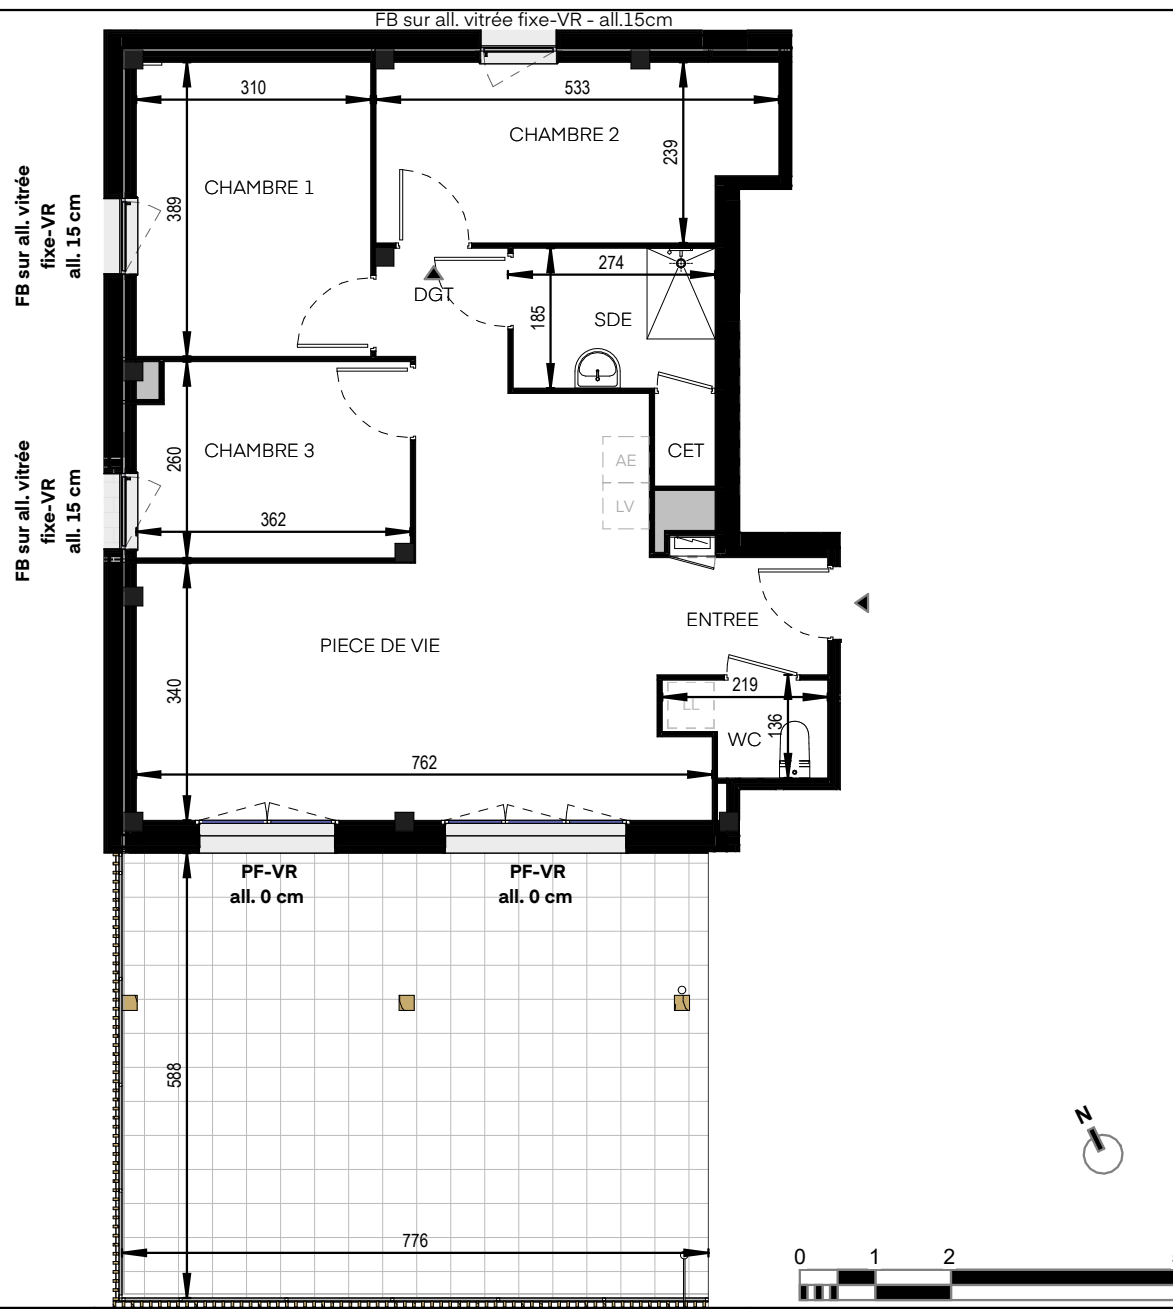 FB sur all. vitrée fixe-VR - all.15cm
310
533
CHAMBRE 2
239
CHAMBRE 1
389
FB sur all. vitrée
fixe-VR
all. 15 cm
274
DGT
185
SDE
CHAMBRE 3
260
AE
CET
LV
362
FB sur all. vitrée
fixe-VR
all. 15 cm
ENTREE
PIECE DE VIE
340
219
LL
136
WC
762
PF-VR
all. 0 cm
PF-VR
all. 0 cm
588
N
776
0
1
2